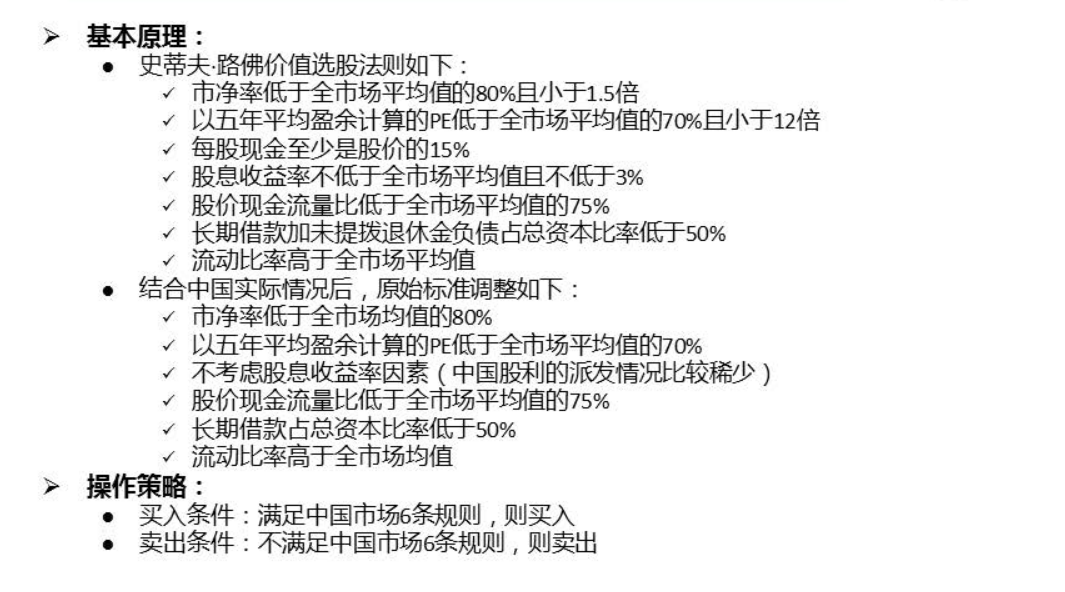 ➢ 基本原理：
● 史蒂夫·路佛价值选股法则如下：
✓ 市净率低于全市场平均值的80%且小于1.5倍
✓ 以五年平均盈余计算的PE低于全市场平均值的70%且小于12倍
✓ 每股现金至少是股价的15%
✓ 股息收益率不低于全市场平均值且不低于3%
✓ 股价现金流量比低于全市场平均值的75%
✓ 长期借款加未提拨退休金负债占总资本比率低于50%
✓ 流动比率高于全市场平均值
● 结合中国实际情况后，原始标准调整如下：
✓ 市净率低于全市场均值的80%
✓ 以五年平均盈余计算的PE低于全市场平均值的70%
✓ 不考虑股息收益率因素（中国股利的派发情况比较稀少）
✓ 股价现金流量比低于全市场平均值的75%
✓ 长期借款占总资本比率低于50%
✓ 流动比率高于全市场均值
➢ 操作策略：
● 买入条件：满足中国市场6条规则，则买入
● 卖出条件：不满足中国市场6条规则，则卖出